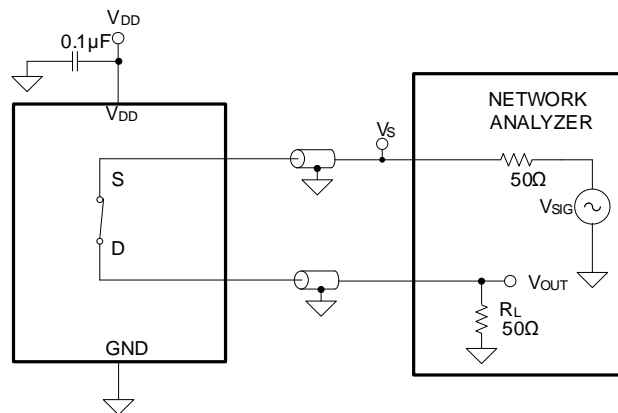 VDD
0.1μF
VDD
NETWORK
ANALYZER
VS
S
50Ω
VSIG
D
VOUT
RL
50Ω
GND